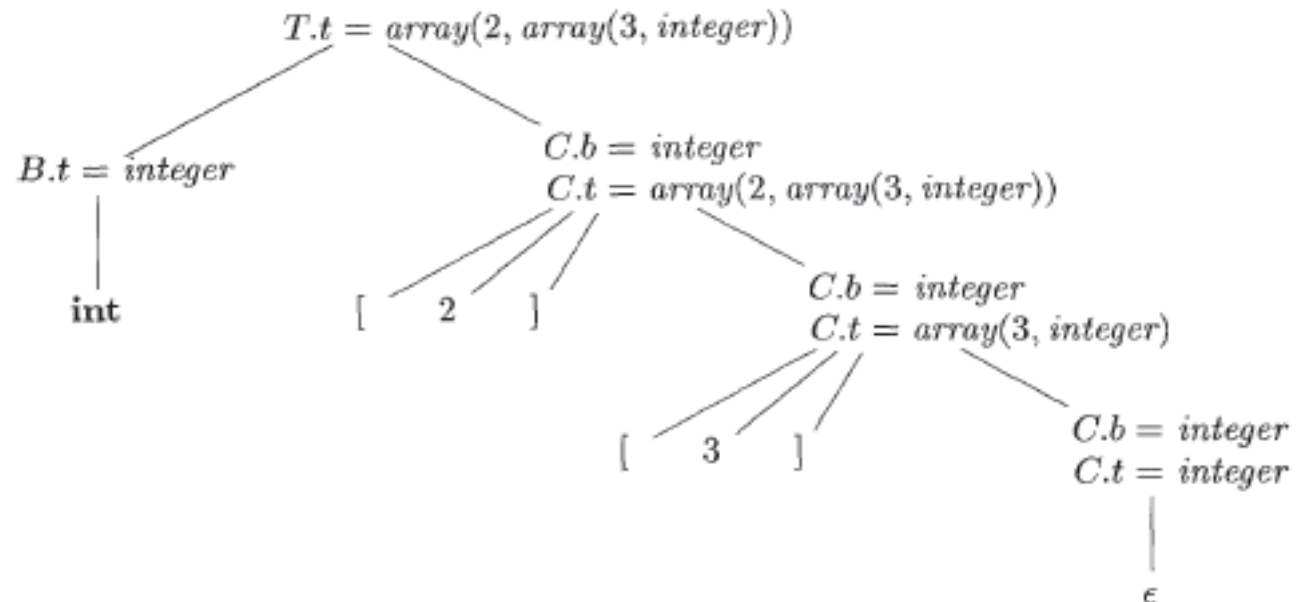 T.t = array(2, array(3, integer))
B.t = integer
C.b = integer
C.t = array(2, array(3, integer))
int
[ 2 ]
C.b = integer
C.t = array(3, integer)
[ 3 ]
C.b = integer
C.t = integer
ϵ